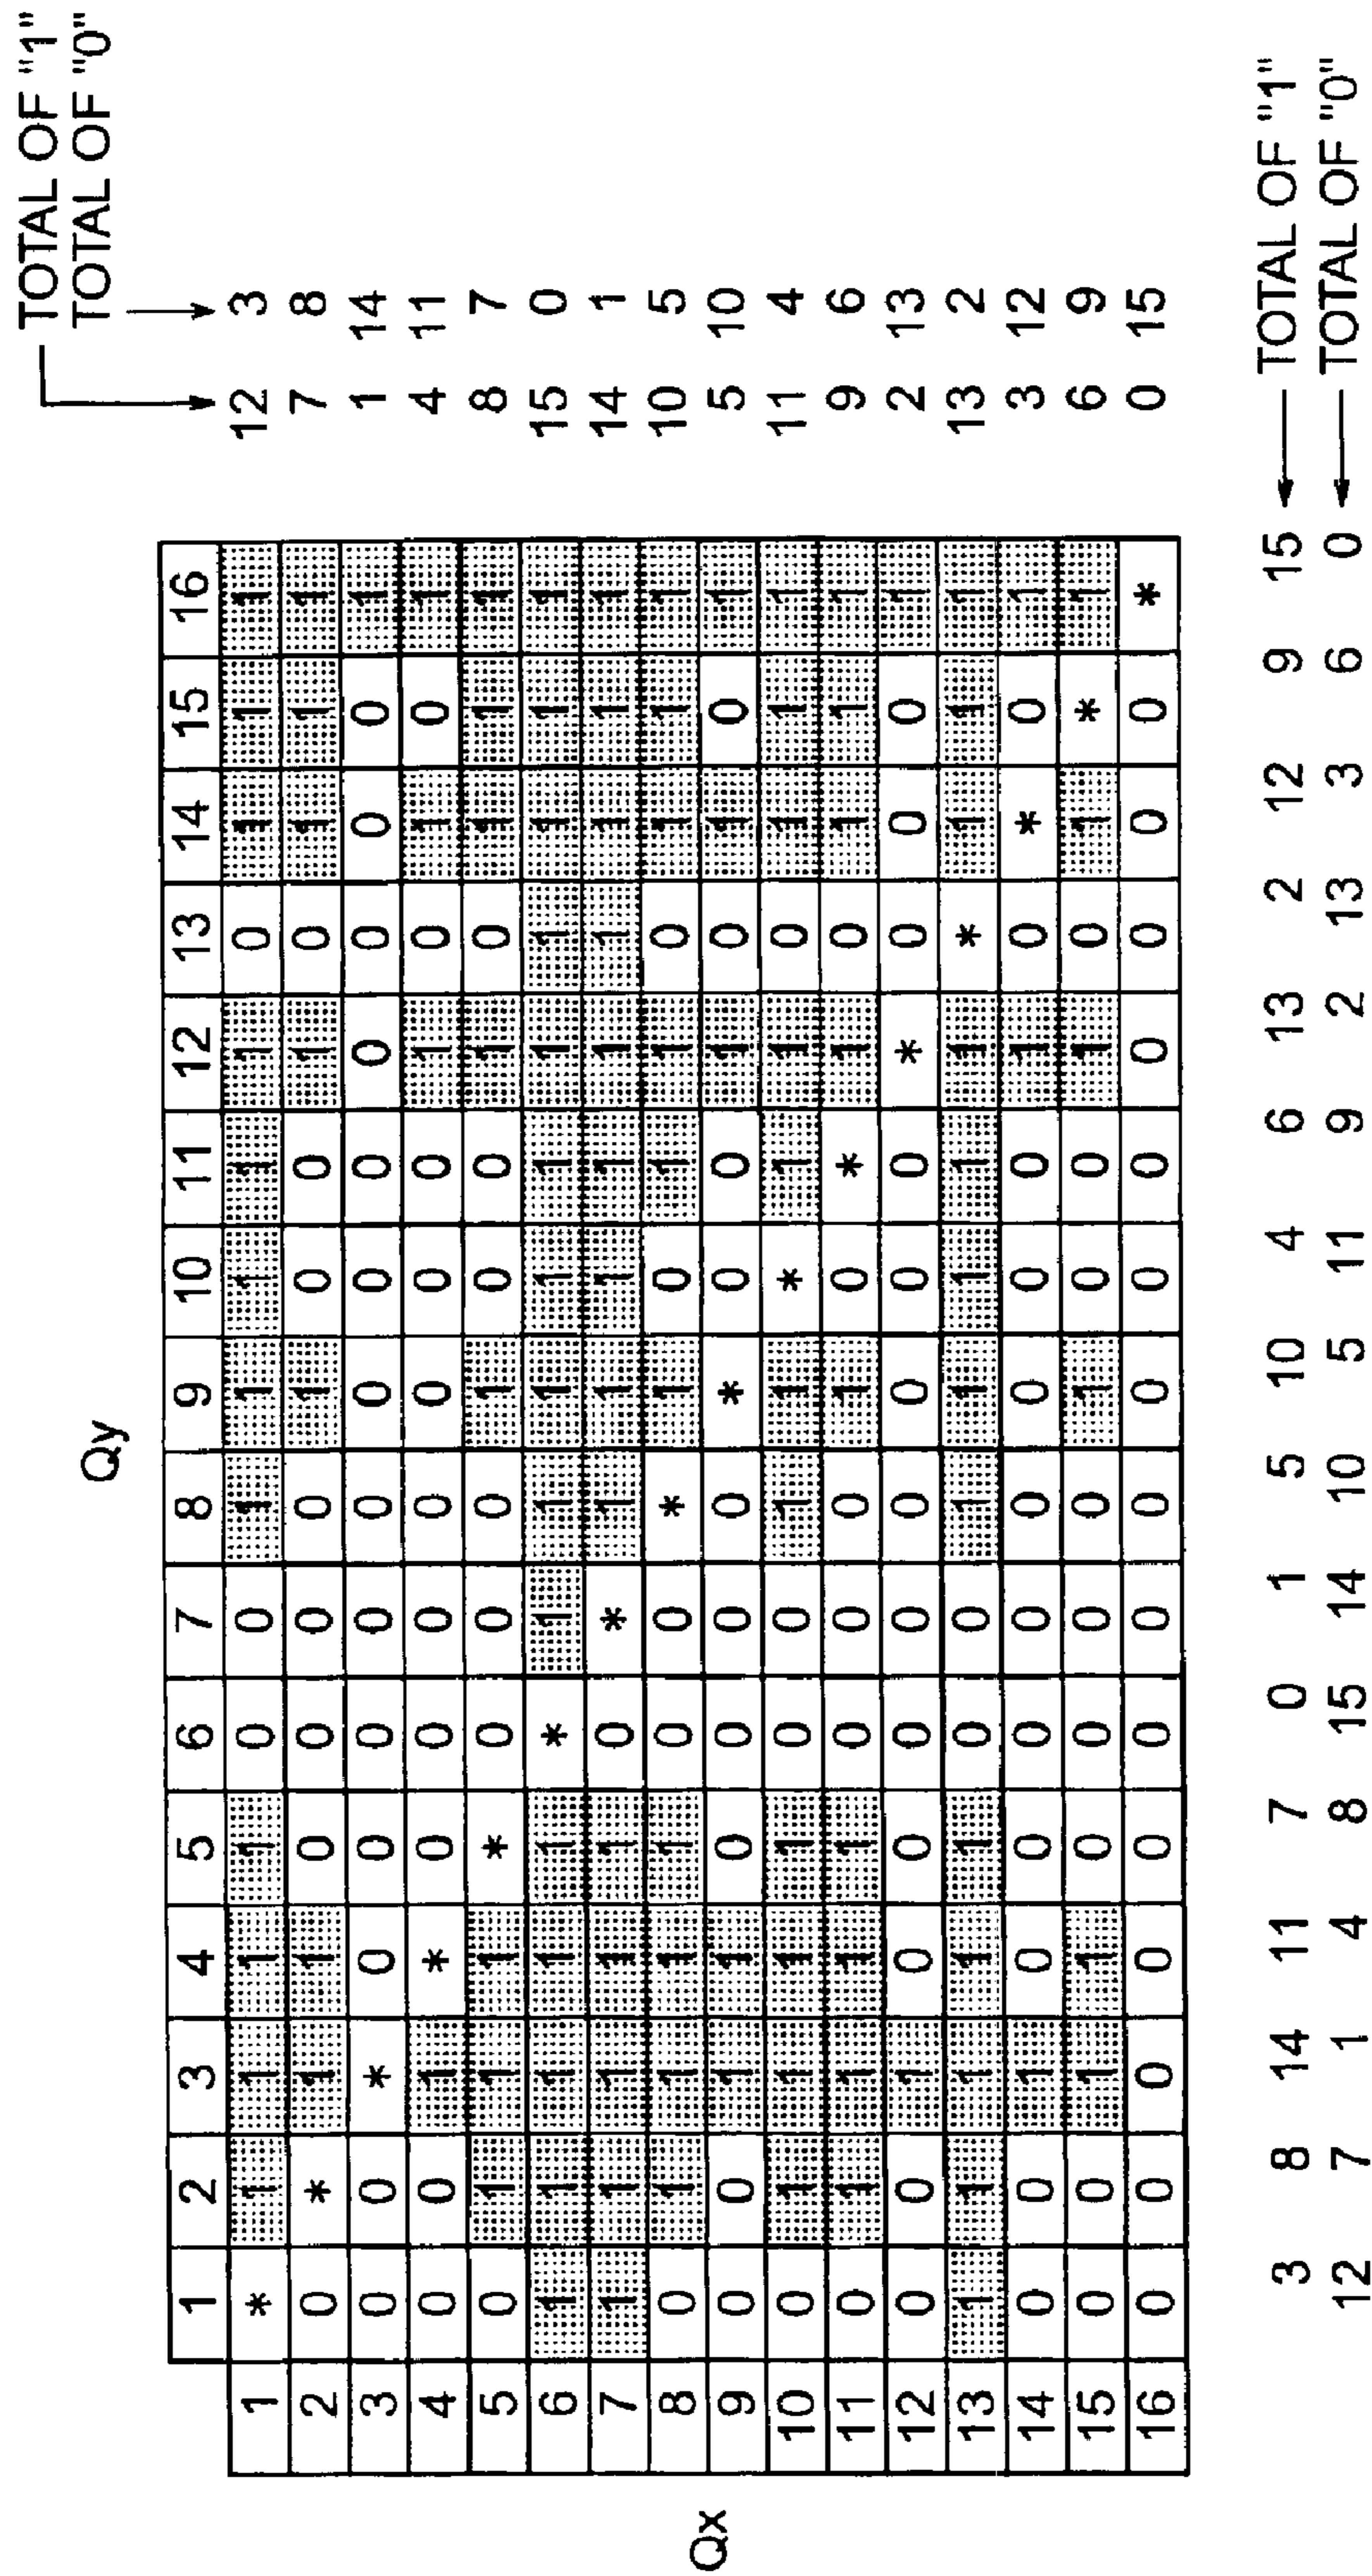 TOTAL OF "1"
TOTAL OF "0"
Qy
1 2 3 4 5 6 7 8 9 10 11 12 13 14 15 16
1 * 1 1 1 1 0 0 1 1 1 1 1 0 1 1 1 12 3
2 0 * 1 1 0 0 0 0 1 0 0 1 0 1 1 1 7 8
3 0 0 * 0 0 0 0 0 0 0 0 0 0 0 0 1 1 14
4 0 0 1 * 0 0 0 0 0 0 0 1 0 1 0 1 4 11
5 0 1 1 1 * 0 0 0 1 0 0 1 0 1 1 1 8 7
6 1 1 1 1 1 * 1 1 1 1 1 1 1 1 1 1 15 0
7 1 1 1 1 1 0 * 1 1 1 1 1 1 1 1 1 14 1
8 0 1 1 1 1 0 0 * 1 0 1 1 0 1 1 1 10 5
Qx
9 0 0 1 1 0 0 0 0 * 0 0 1 0 1 0 1 5 10
10 0 1 1 1 1 0 0 1 1 * 1 1 0 1 1 1 11 4
11 0 1 1 1 1 0 0 0 1 0 * 1 0 1 1 1 9 6
12 0 0 1 0 0 0 0 0 0 0 0 * 0 0 0 1 2 13
13 1 1 1 1 1 0 0 1 1 1 1 1 * 1 1 1 13 2
14 0 0 1 0 0 0 0 0 0 0 0 1 0 * 0 1 3 12
15 0 0 1 1 0 0 0 0 1 0 0 1 0 1 * 1 6 9
16 0 0 0 0 0 0 0 0 0 0 0 0 0 0 0 * 0 15
3 8 14 11 7 0 1 5 10 4 6 13 2 12 9 15 TOTAL OF "1"
12 7 1 4 8 15 14 10 5 11 9 2 13 3 6 0 TOTAL OF "0"